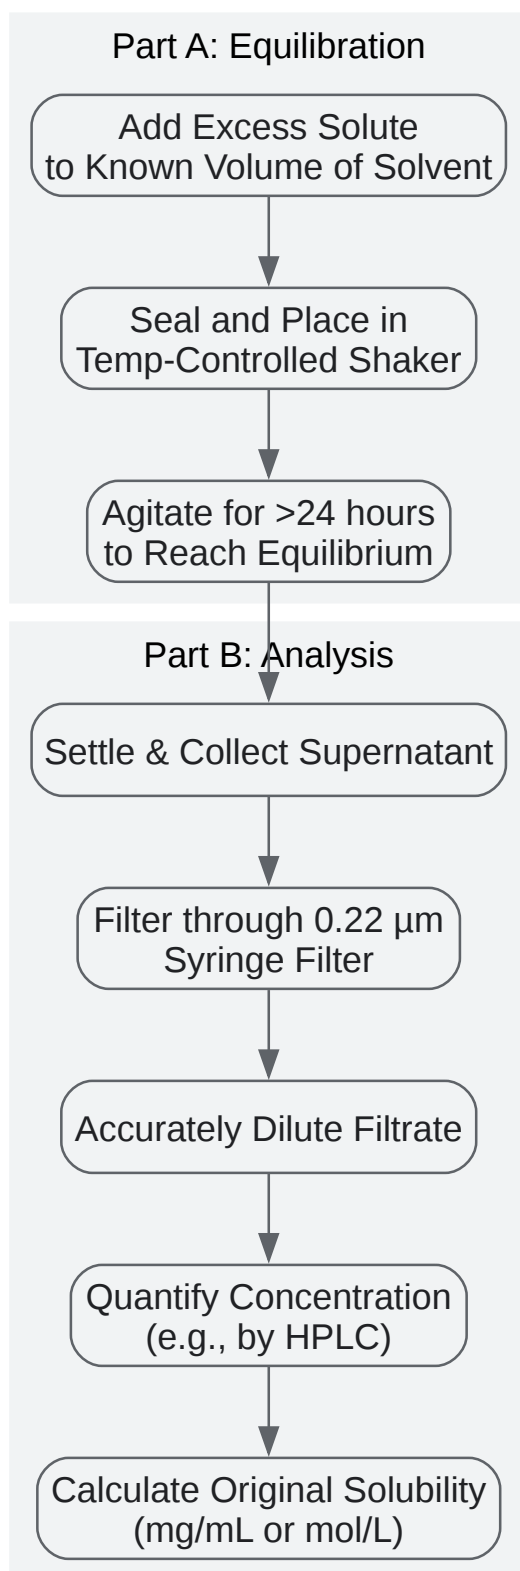 Part A: Equilibration
Add Excess Solute
to Known Volume of Solvent
Seal and Place in
Temp-Controlled Shaker
Agitate for >24 hours
to Reach Equilibrium
Part B: Analysis
Settle & Collect Supernatant
Filter through 0.22 µm
Syringe Filter
Accurately Dilute Filtrate
Quantify Concentration
(e.g., by HPLC)
Calculate Original Solubility
(mg/mL or mol/L)